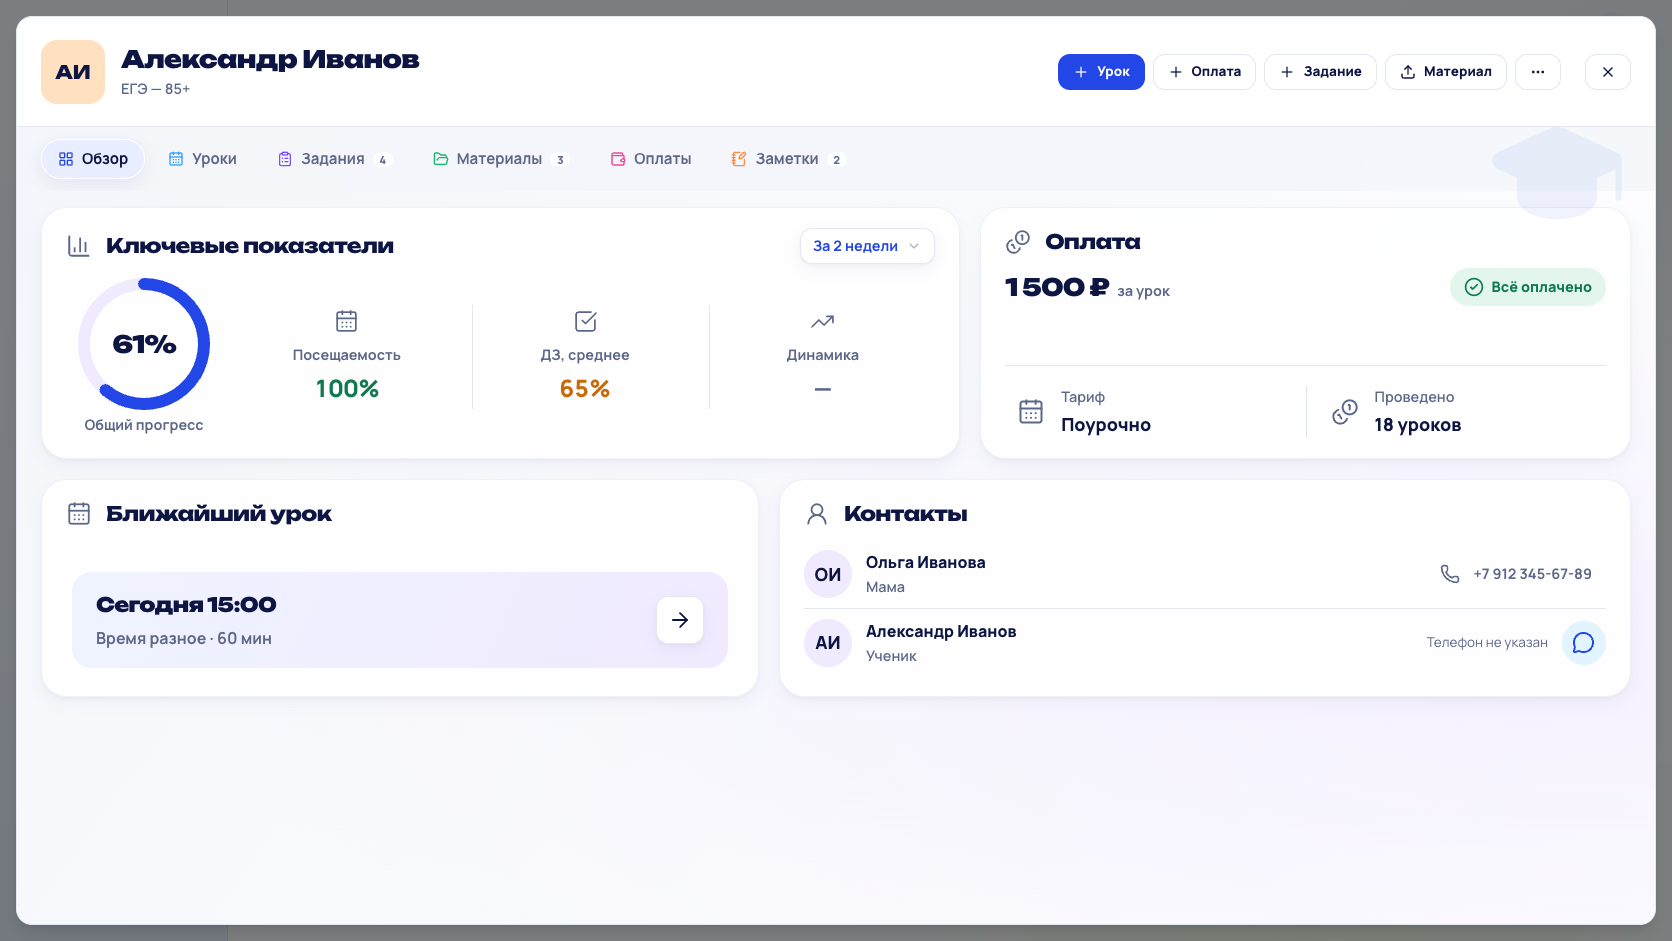 АИ
Александр Иванов
ЕГЭ — 85+
Урок
Оплата
Задание
Материал
Обзор
Уроки
Задания 4
Материалы 3
Оплаты
Заметки 2
Ключевые показатели
За 2 недели
61%
Общий прогресс
Посещаемость
100%
ДЗ, среднее
65%
Динамика
—
Оплата
1 500 ₽ за урок
Всё оплачено
Тариф
Поурочно
Проведено
18 уроков
Ближайший урок
Сегодня 15:00
Время разное · 60 мин
Контакты
ОИ
Ольга Иванова
Мама
+7 912 345-67-89
АИ
Александр Иванов
Ученик
Телефон не указан